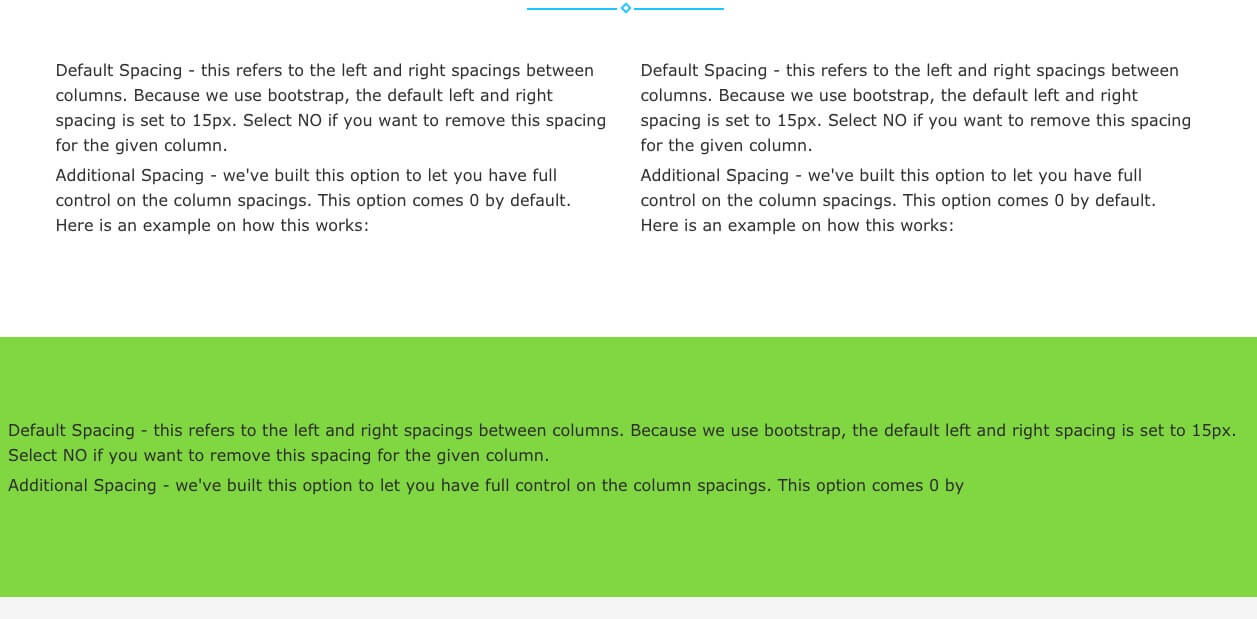 Default Spacing - this refers to the left and right spacings between
columns. Because we use bootstrap, the default left and right
spacing is set to 15px. Select NO if you want to remove this spacing
for the given column.
Additional Spacing - we've built this option to let you have full
control on the column spacings. This option comes 0 by default.
Here is an example on how this works:
Default Spacing - this refers to the left and right spacings between
columns. Because we use bootstrap, the default left and right
spacing is set to 15px. Select NO if you want to remove this spacing
for the given column.
Additional Spacing - we've built this option to let you have full
control on the column spacings. This option comes 0 by default.
Here is an example on how this works:
Default Spacing - this refers to the left and right spacings between columns. Because we use bootstrap, the default left and right spacing is set to 15px.
Select NO if you want to remove this spacing for the given column.
Additional Spacing - we've built this option to let you have full control on the column spacings. This option comes 0 by